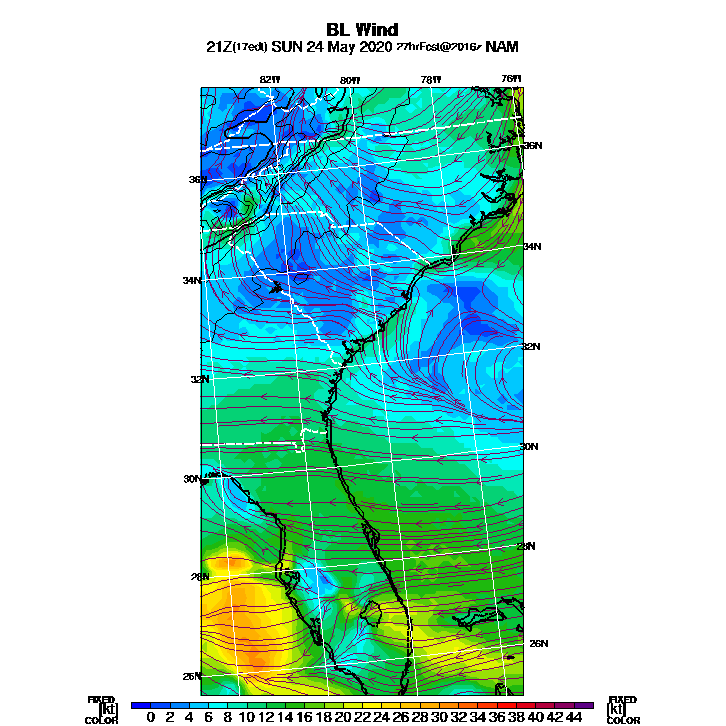 BL Wind
21Z(17edt) SUN 24 May 2020 27hrFcst@2016z NAM
82W 80W 78W 76W
36N
36N
34N
34N
32N
32N
30N
30N
28N
28N
26N
26N
FIXED FIXED
[kt] 0 2 4 6 8 10 12 14 16 18 20 22 24 26 28 30 32 34 36 38 40 42 44 [kt]
COLOR COLOR